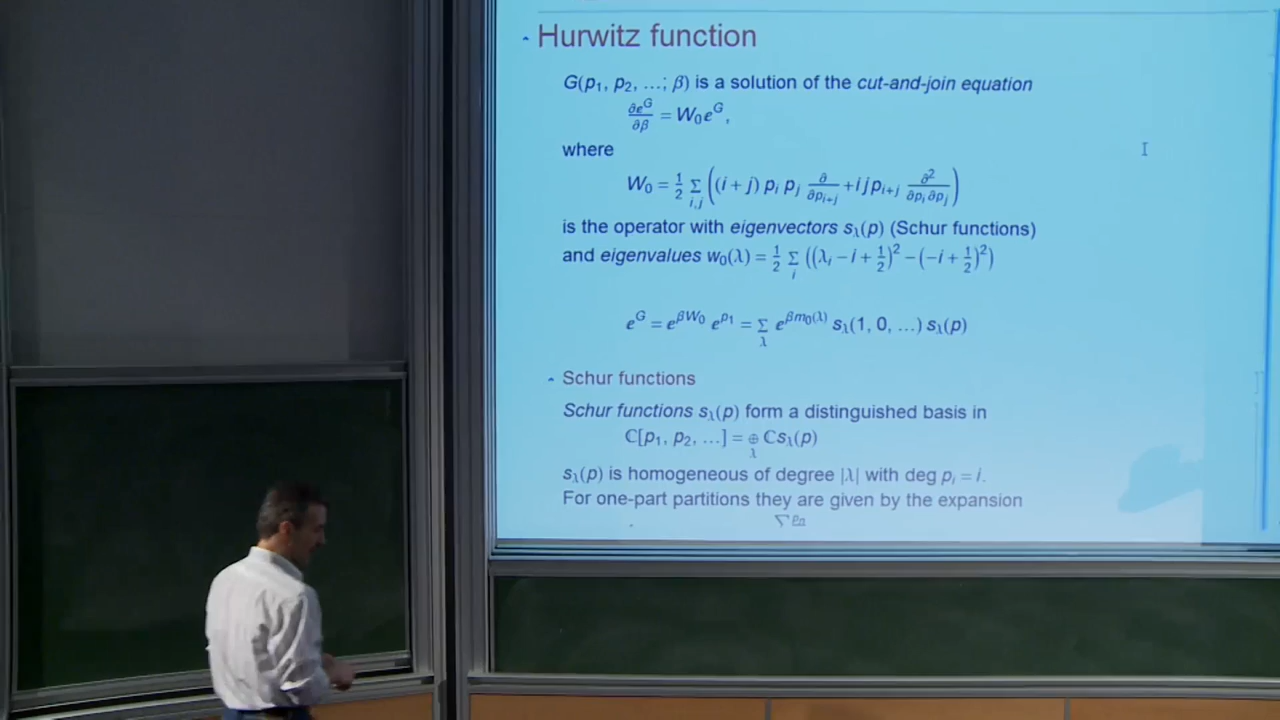 Hurwitz function
G(p₁, p₂, ...; β) is a solution of the cut-and-join equation
∂e^G/∂β = W₀e^G,
where
W₀ = 1/2 Σ_{i,j} ((i + j) p_i p_j ∂/∂p_{i+j} + i j p_{i+j} ∂²/∂p_i ∂p_j)
is the operator with eigenvectors s_λ(p) (Schur functions)
and eigenvalues w₀(λ) = 1/2 Σ_i ((λ_i − i + 1/2)² − (−i + 1/2)²)
e^G = e^{βW₀} e^{p₁} = Σ_λ e^{βm₀(λ)} s_λ(1, 0, ...) s_λ(p)
Schur functions
Schur functions s_λ(p) form a distinguished basis in
ℂ[p₁, p₂, ...] = ⊕_λ ℂs_λ(p)
s_λ(p) is homogeneous of degree |λ| with deg p_i = i.
For one-part partitions they are given by the expansion